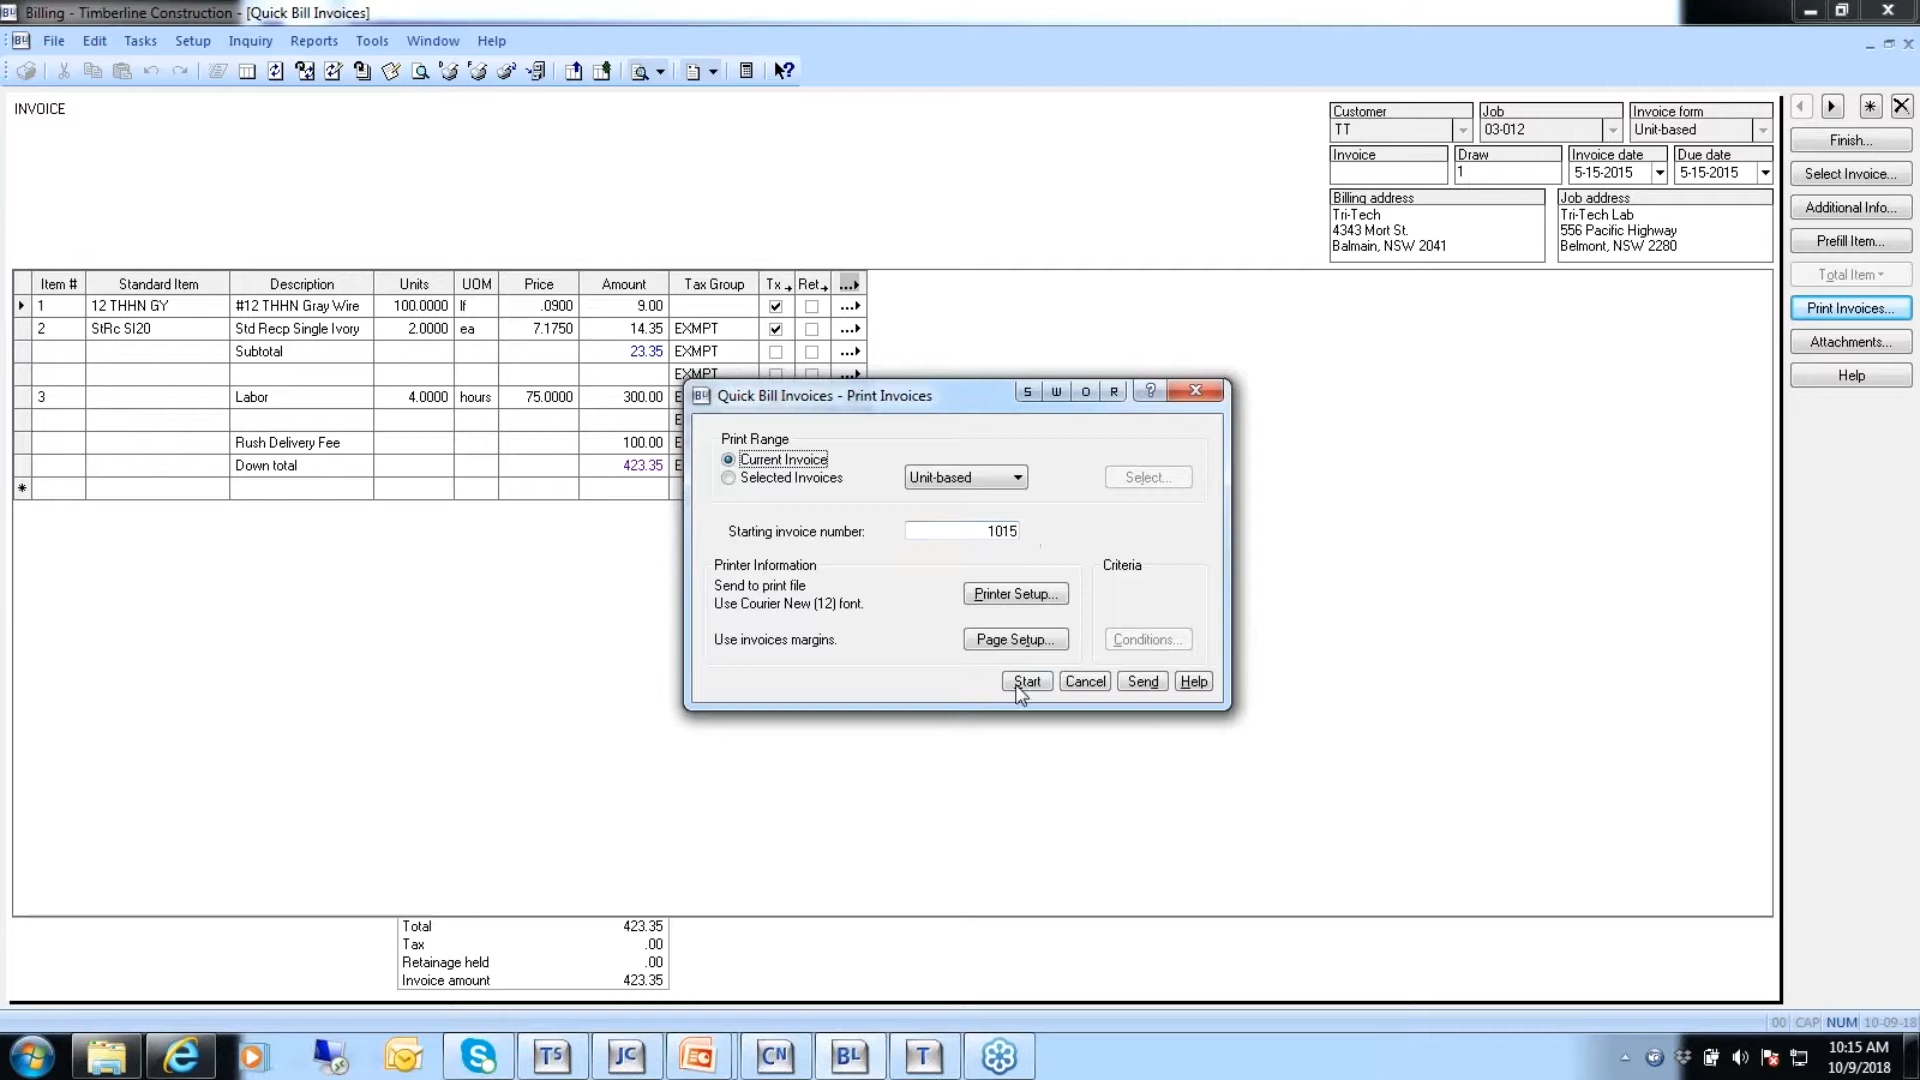 Billing - Timberline Construction - [Quick Bill Invoices]
File Edit Tasks Setup Inquiry Reports Tools Window Help
INVOICE
Customer Job Invoice form
TT 03-012 Unit-based
Invoice Draw Invoice date Due date
1 5-15-2015 5-15-2015
Billing address Job address
Tri-Tech Tri-Tech Lab
4343 Mort St. 556 Pacific Highway
Balmain, NSW 2041 Belmont, NSW 2280
Finish...
Select Invoice...
Additional Info...
Prefill Item...
Total Item
Print Invoices...
Attachments...
Help
Item # Standard Item Description Units UOM Price Amount Tax Group Tx Ret ...
1 12 THHN GY #12 THHN Gray Wire 100.0000 lf .0900 9.00 ...
2 StRc SI20 Std Recp Single Ivory 2.0000 ea 7.1750 14.35 EXMPT ...
Subtotal 23.35 EXMPT ...
EXMPT ...
3 Labor 4.0000 hours 75.0000 300.00 E
E
Rush Delivery Fee 100.00 E
Down total 423.35 E
Quick Bill Invoices - Print Invoices S W O R ?
Print Range
Current Invoice
Selected Invoices Unit-based Select...
Starting invoice number: 1015
Printer Information Criteria
Send to print file
Use Courier New (12) font. Printer Setup...
Use invoices margins. Page Setup... Conditions...
Start Cancel Send Help
Total 423.35
Tax .00
Retainage held .00
Invoice amount 423.35
00 CAP NUM 10-09-18
TS JC CN BL T
10:15 AM
10/9/2018